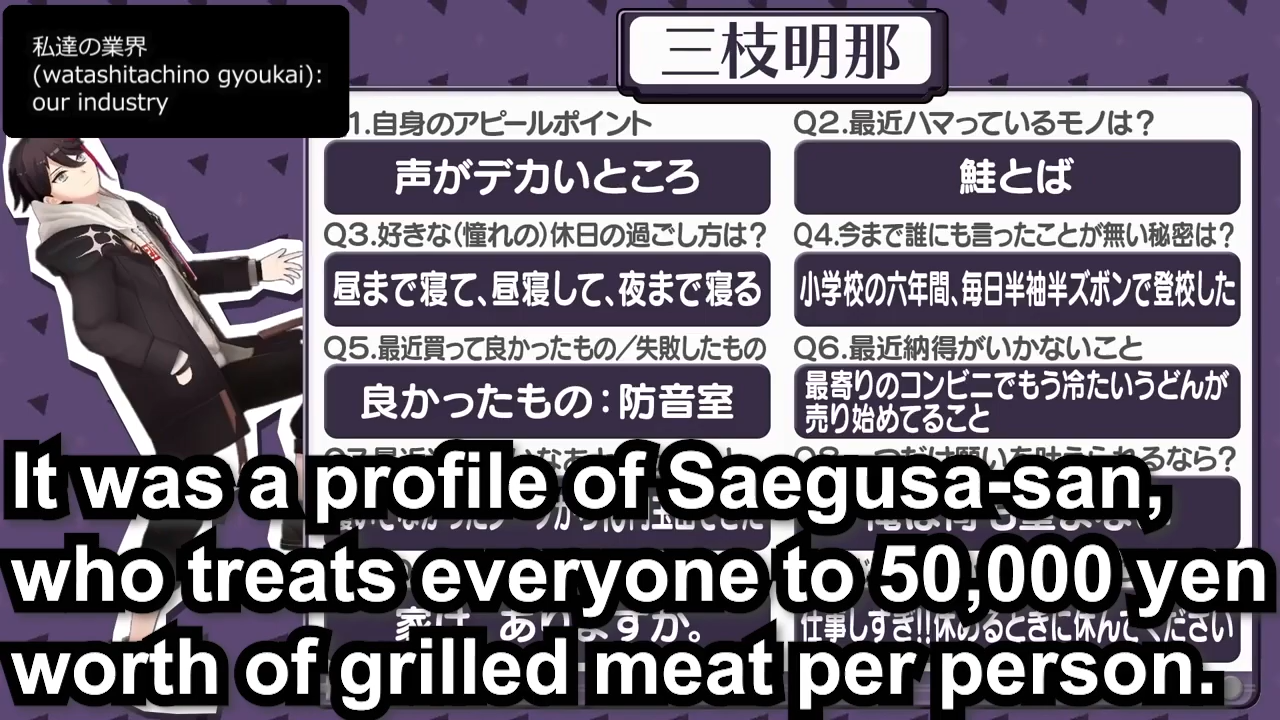 私達の業界
(watashitachino gyoukai):
our industry
三枝明那
1.自身のアピールポイント
声がデカいところ
Q2.最近ハマっているモノは?
鮭とば
Q3.好きな(憧れの)休日の過ごし方は?
昼まで寝て、昼寝して、夜まで寝る
Q4.今まで誰にも言ったことが無い秘密は?
小学校の六年間、毎日半袖半ズボンで登校した
Q5.最近買って良かったもの/失敗したもの
良かったもの:防音室
Q6.最近納得がいかないこと
最寄りのコンビニでもう冷たいうどんが
売り始めてること
It was a profile of Saegusa-san,
who treats everyone to 50,000 yen
仕事しすぎ!!休めるときに休んでください
worth of grilled meat per person.